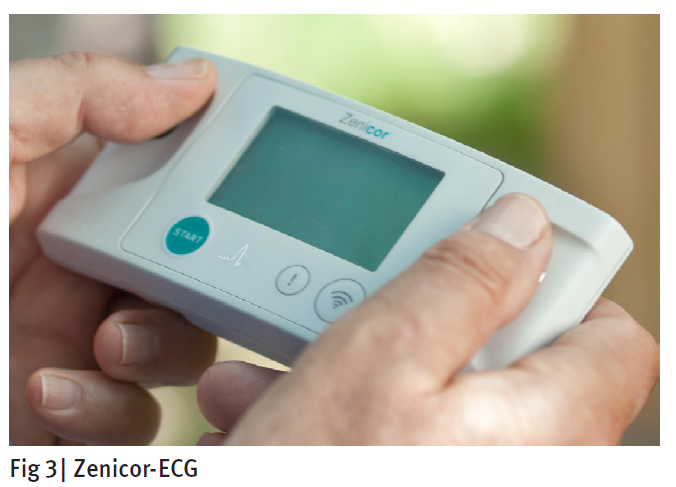 Zenicor
START
!
Fig 3| Zenicor-ECG